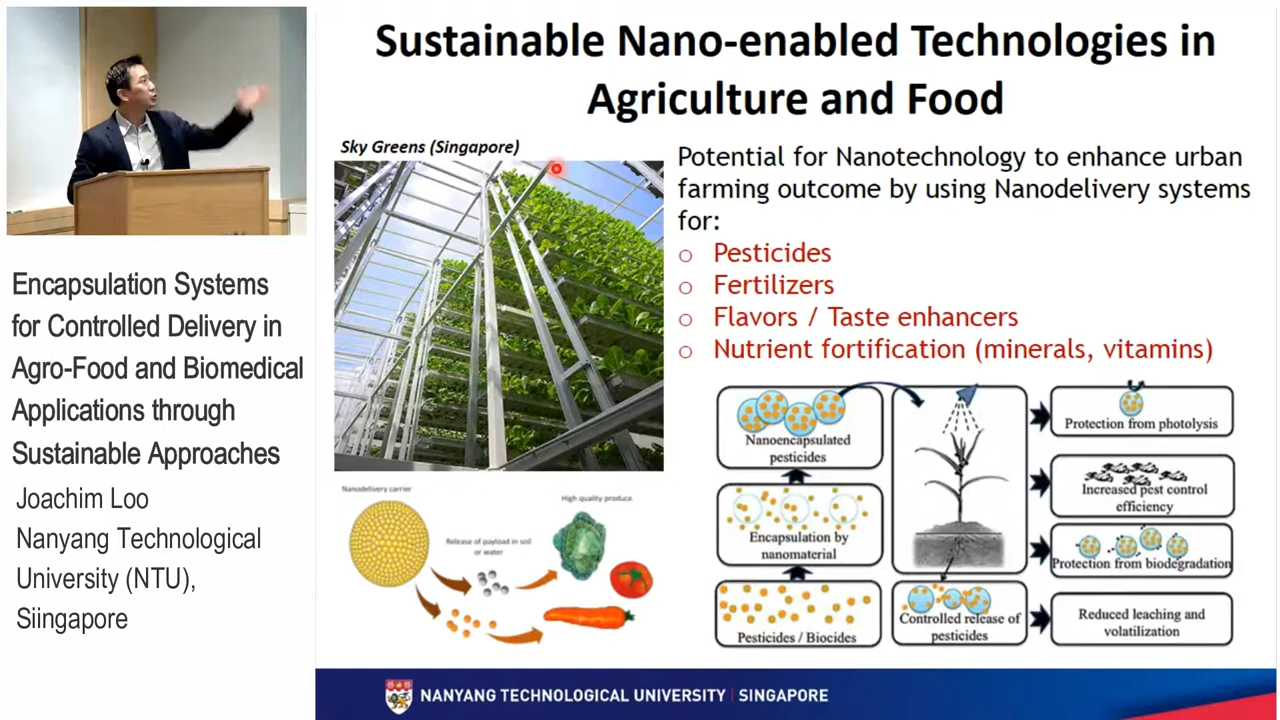 Sustainable Nano-enabled Technologies in
Agriculture and Food
Sky Greens (Singapore)
Potential for Nanotechnology to enhance urban
farming outcome by using Nanodelivery systems
for:
o Pesticides
o Fertilizers
o Flavors / Taste enhancers
o Nutrient fortification (minerals, vitamins)
Nanodelivery carrier
High quality produce
Release of payload in soil
or water
Nanoencapsulated
pesticides
Encapsulation by
nanomaterial
Pesticides / Biocides
Controlled release of
pesticides
Protection from photolysis
Increased pest control
efficiency
Protection from biodegradation
Reduced leaching and
volatilization
Encapsulation Systems
for Controlled Delivery in
Agro-Food and Biomedical
Applications through
Sustainable Approaches
Joachim Loo
Nanyang Technological
University (NTU),
Siingapore
NANYANG TECHNOLOGICAL UNIVERSITY | SINGAPORE